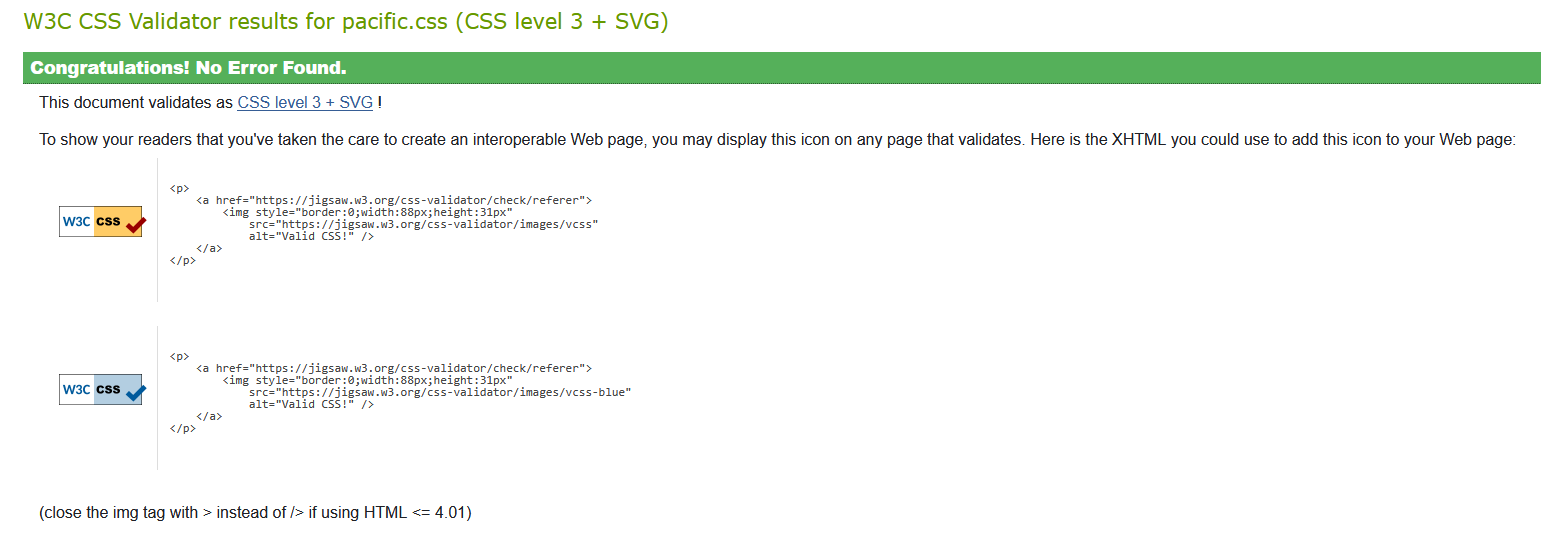 W3C CSS Validator results for pacific.css (CSS level 3 + SVG)
Congratulations! No Error Found.
This document validates as CSS level 3 + SVG !
To show your readers that you've taken the care to create an interoperable Web page, you may display this icon on any page that validates. Here is the XHTML you could use to add this icon to your Web page:
W3C css
<p>
    <a href="https://jigsaw.w3.org/css-validator/check/referer">
        <img style="border:0;width:88px;height:31px"
            src="https://jigsaw.w3.org/css-validator/images/vcss"
            alt="Valid CSS!" />
    </a>
</p>
W3C css
<p>
    <a href="https://jigsaw.w3.org/css-validator/check/referer">
        <img style="border:0;width:88px;height:31px"
            src="https://jigsaw.w3.org/css-validator/images/vcss-blue"
            alt="Valid CSS!" />
    </a>
</p>
(close the img tag with > instead of /> if using HTML <= 4.01)